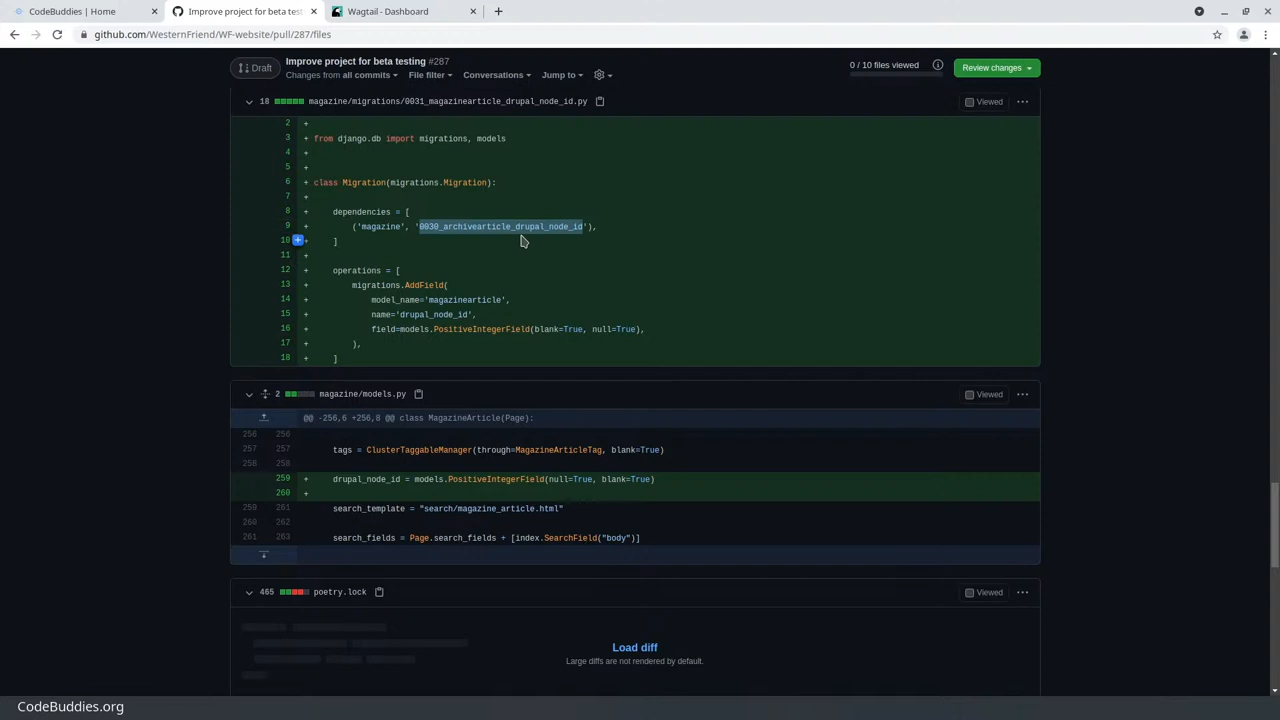 CodeBuddies | Home
Improve project for beta test
Wagtail - Dashboard
github.com/WesternFriend/WF-website/pull/287/files
Draft
Improve project for beta testing #287
Changes from all commits
File filter
Conversations
Jump to
0 / 10 files viewed
Review changes
18 magazine/migrations/0031_magazinearticle_drupal_node_id.py
Viewed
2 +
3 + from django.db import migrations, models
4 +
5 +
6 + class Migration(migrations.Migration):
7 +
8 + dependencies = [
9 + ('magazine', '0030_archivearticle_drupal_node_id'),
10 + ]
11 +
12 + operations = [
13 + migrations.AddField(
14 + model_name='magazinearticle',
15 + name='drupal_node_id',
16 + field=models.PositiveIntegerField(blank=True, null=True),
17 + ),
18 + ]
2 magazine/models.py
Viewed
@@ -256,6 +256,8 @@ class MagazineArticle(Page):
256 256
257 257 tags = ClusterTaggableManager(through=MagazineArticleTag, blank=True)
258 258
259 + drupal_node_id = models.PositiveIntegerField(null=True, blank=True)
260 +
259 261 search_template = "search/magazine_article.html"
260 262
261 263 search_fields = Page.search_fields + [index.SearchField("body")]
465 poetry.lock
Viewed
Load diff
Large diffs are not rendered by default.
CodeBuddies.org